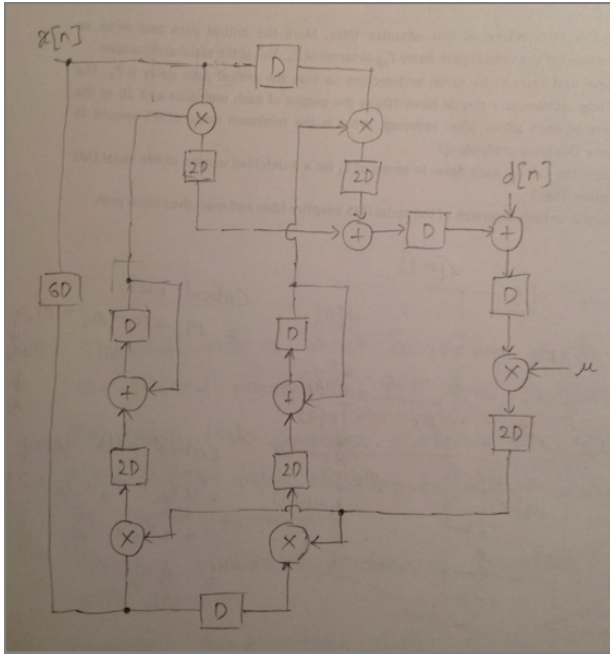 x[n]
D
× ×
2D 2D
d[n]
+ D +
6D D D D
+ + × μ
2D 2D 2D
× ×
D